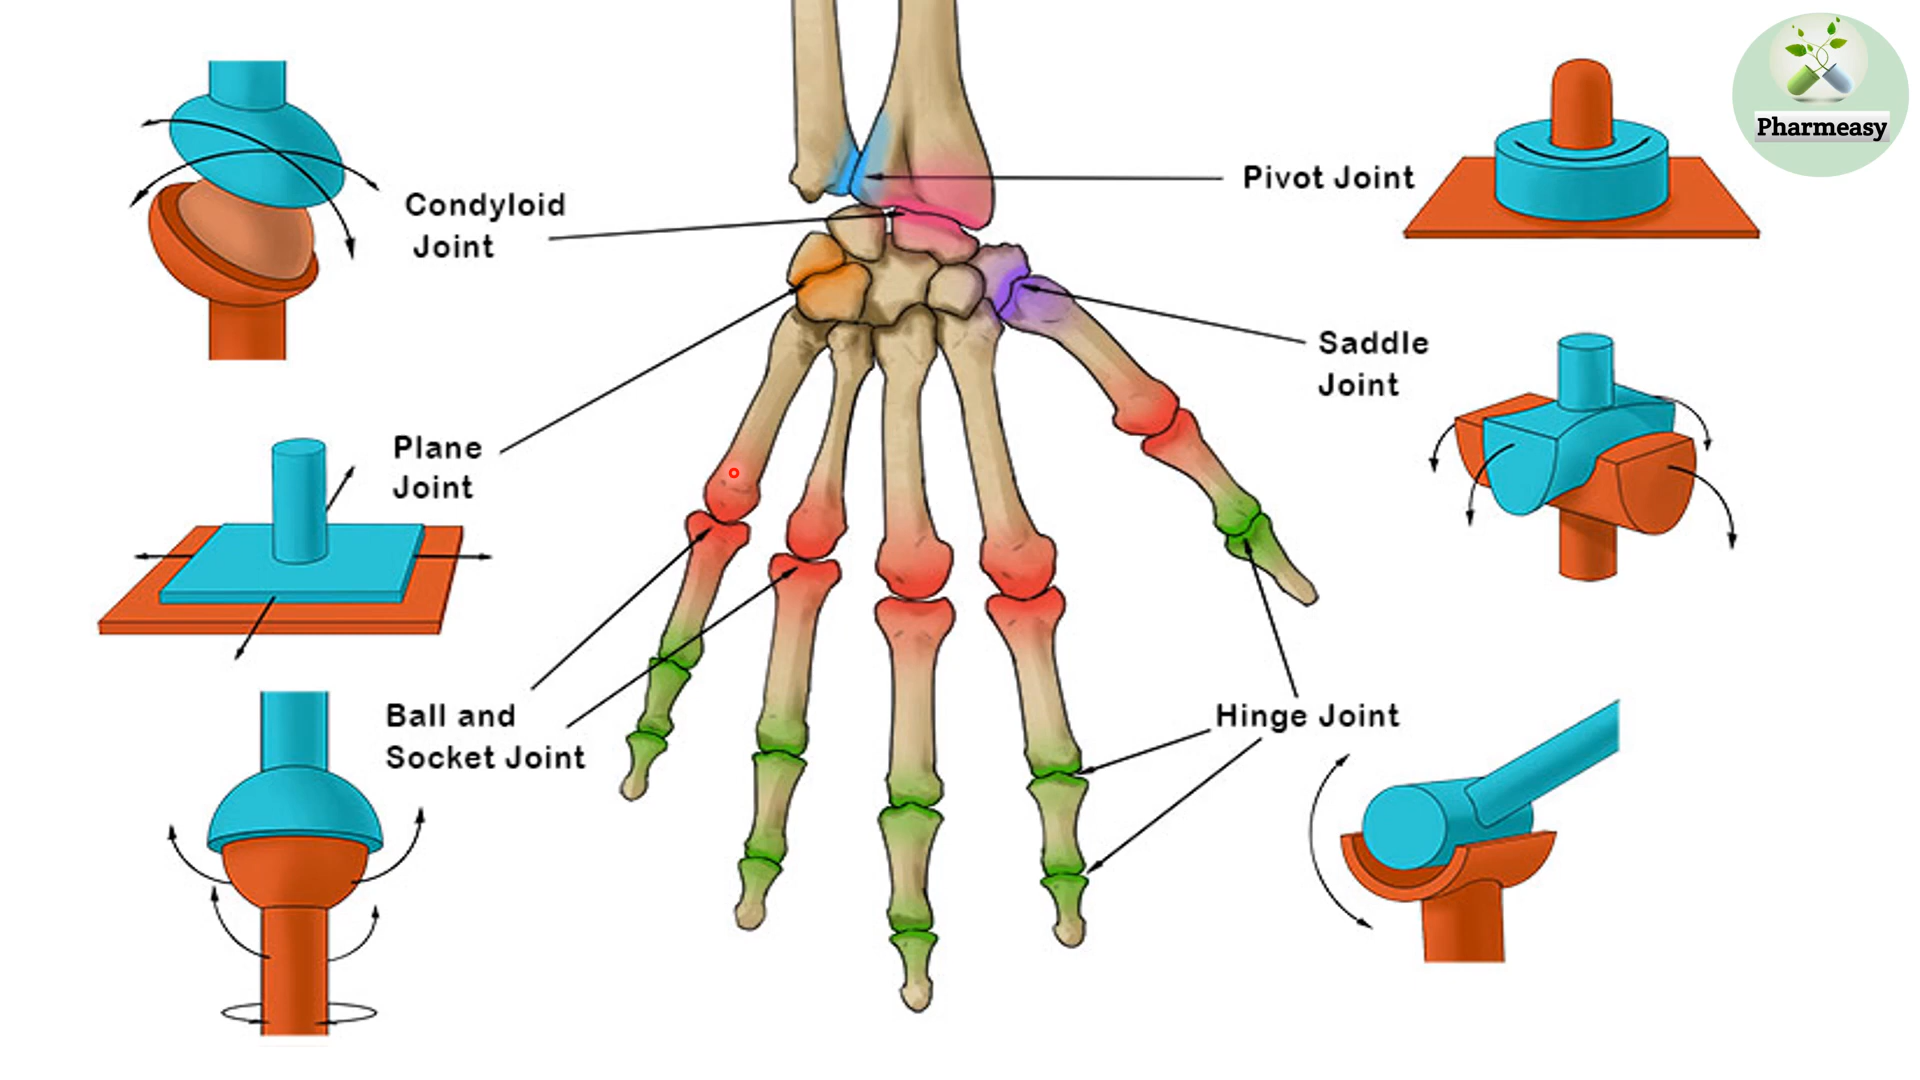 Pharmeasy
Condyloid
Joint
Pivot Joint
Saddle
Joint
Plane
Joint
Ball and
Socket Joint
Hinge Joint